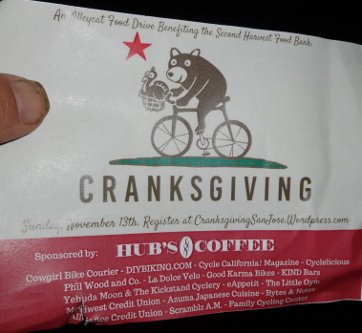 An Alleycat Food Drive Benefiting the Second Harvest Food Bank
CRANKSGIVING
Sunday, November 13th. Register at CranksgivingSanJose.Wordpress.com
Sponsored by: HUB'S COFFEE
Cowgirl Bike Courier - DIYBIKING.COM - Cycle California! Magazine - Cyclelicious
Phil Wood and Co. - La Dolce Velo - Good Karma Bikes - KIND Bars
Yehuda Moon & The Kickstand Cyclery - eAppetit - The Little Gym
Credit Union - Azuma Japanese Cuisine - Bytes & Notes
Credit Union - Scramblz A.M. - Family Cycling Center